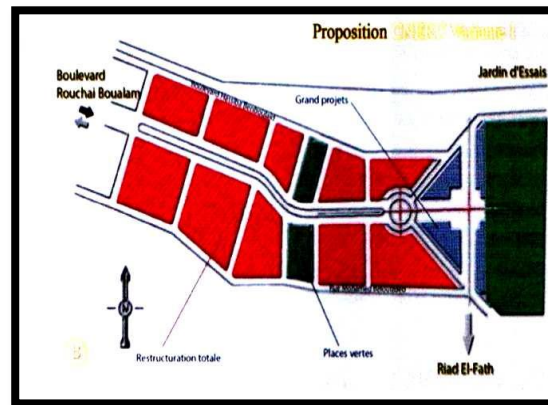 Proposition
Jardin d'Essais
Boulevard
Rouchai Boualam
Grand projets
N
Restructuration totale
Places vertes
Riad El-Fath